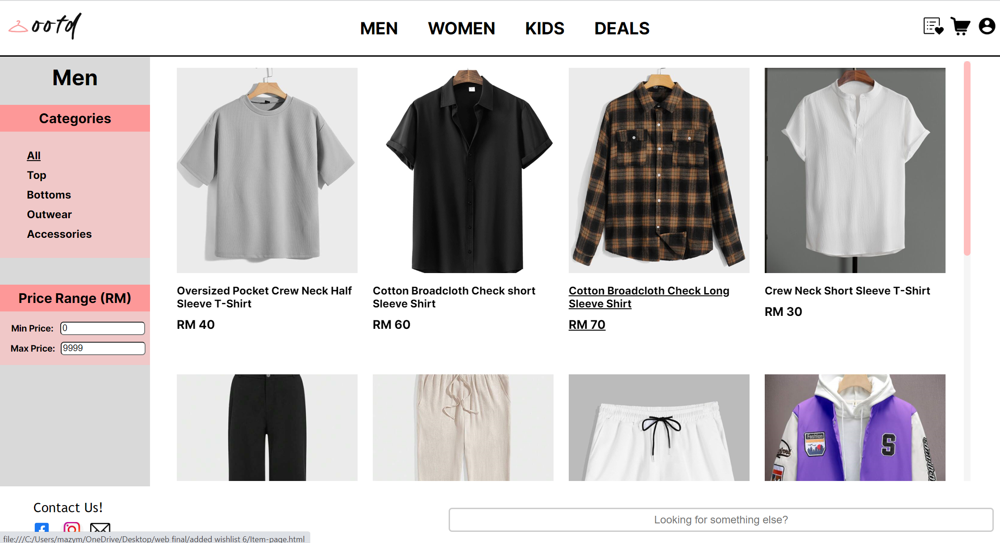 ootd
MEN WOMEN KIDS DEALS
Men
Categories
All
Top
Bottoms
Outwear
Accessories
Price Range (RM)
Min Price: 0
Max Price: 9999
Oversized Pocket Crew Neck Half
Sleeve T-Shirt
RM 40
Cotton Broadcloth Check short
Sleeve Shirt
RM 60
Cotton Broadcloth Check Long
Sleeve Shirt
RM 70
Crew Neck Short Sleeve T-Shirt
RM 30
Fashion
S
Contact Us!
Looking for something else?
file:///C:/Users/mazym/OneDrive/Desktop/web final/added wishlist 6/Item-page.html